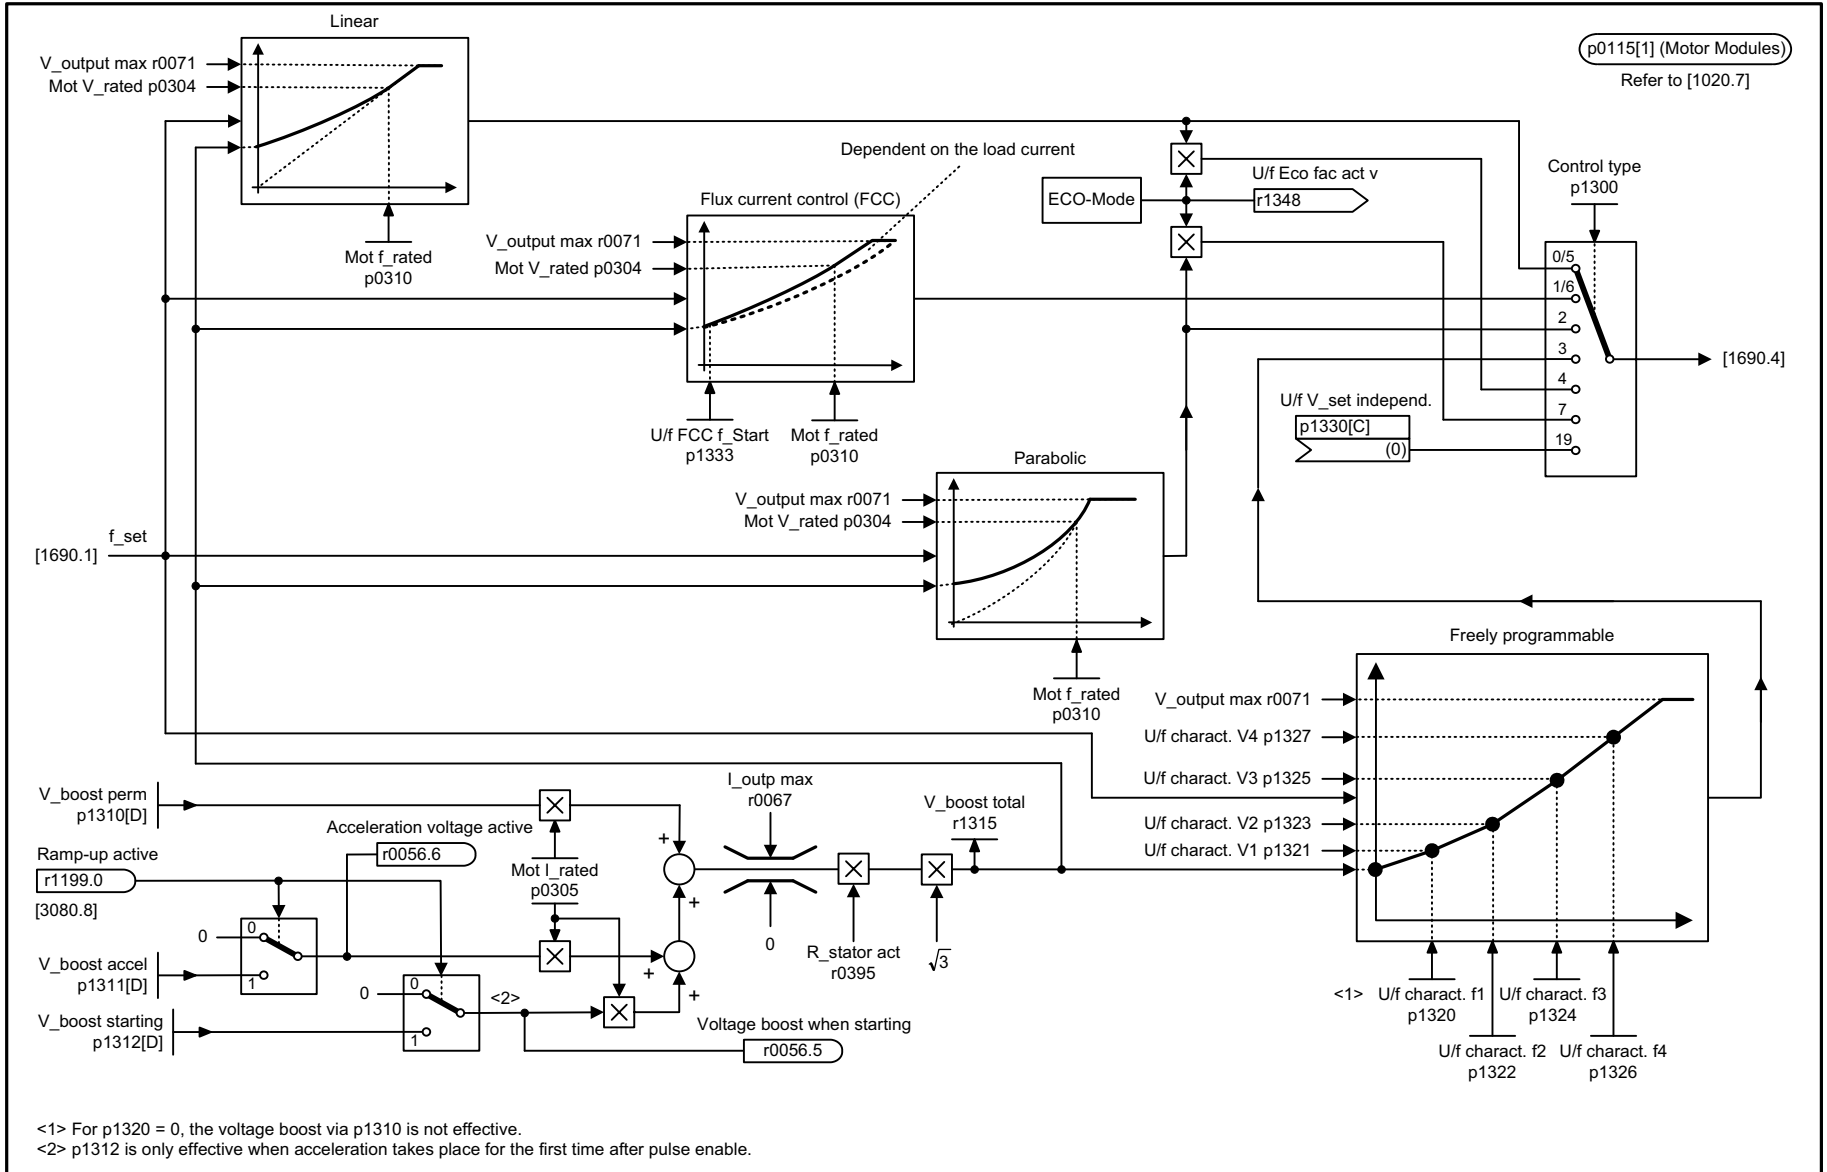 Linear
p0115[1] (Motor Modules)
Refer to [1020.7]
V_output max r0071
Mot V_rated p0304
Mot f_rated
p0310
Dependent on the load current
Flux current control (FCC)
V_output max r0071
Mot V_rated p0304
U/f FCC f_Start
p1333
Mot f_rated
p0310
ECO-Mode
U/f Eco fac act v
r1348
Control type
p1300
0/5
1/6
2
3
4
7
19
[1690.4]
U/f V_set independ.
p1330[C]
(0)
Parabolic
V_output max r0071
Mot V_rated p0304
Mot f_rated
p0310
f_set
[1690.1]
Freely programmable
V_output max r0071
U/f charact. V4 p1327
U/f charact. V3 p1325
U/f charact. V2 p1323
U/f charact. V1 p1321
<1>
U/f charact. f1
p1320
U/f charact. f3
p1324
U/f charact. f2
p1322
U/f charact. f4
p1326
V_boost perm
p1310[D]
Acceleration voltage active
r0056.6
Ramp-up active
r1199.0
[3080.8]
0
0
1
V_boost accel
p1311[D]
V_boost starting
p1312[D]
0
0
1
<2>
Mot I_rated
p0305
+
+
+
+
I_outp max
r0067
0
R_stator act
r0395
√3
V_boost total
r1315
Voltage boost when starting
r0056.5
<1> For p1320 = 0, the voltage boost via p1310 is not effective.
<2> p1312 is only effective when acceleration takes place for the first time after pulse enable.